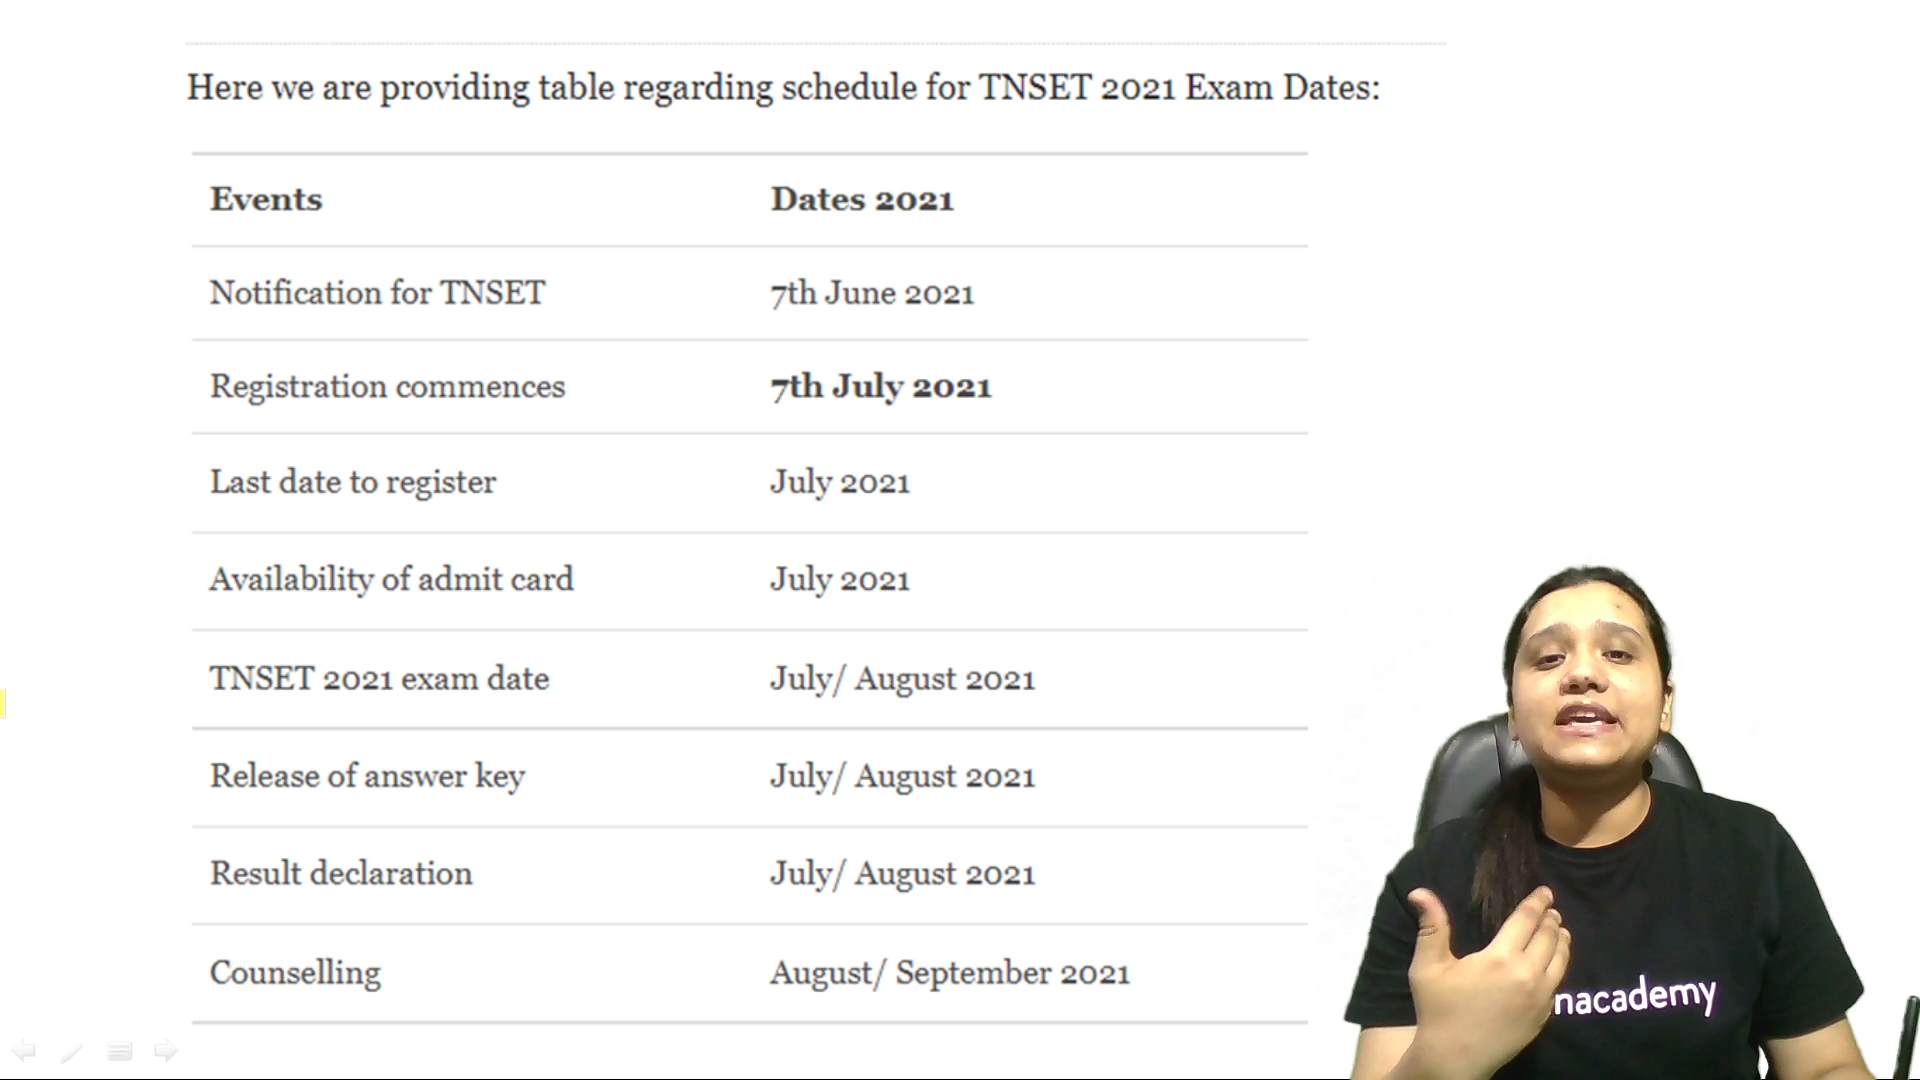 Here we are providing table regarding schedule for TNSET 2021 Exam Dates:
Events Dates 2021
Notification for TNSET 7th June 2021
Registration commences 7th July 2021
Last date to register July 2021
Availability of admit card July 2021
TNSET 2021 exam date July/ August 2021
Release of answer key July/ August 2021
Result declaration July/ August 2021
Counselling August/ September 2021
nacademy